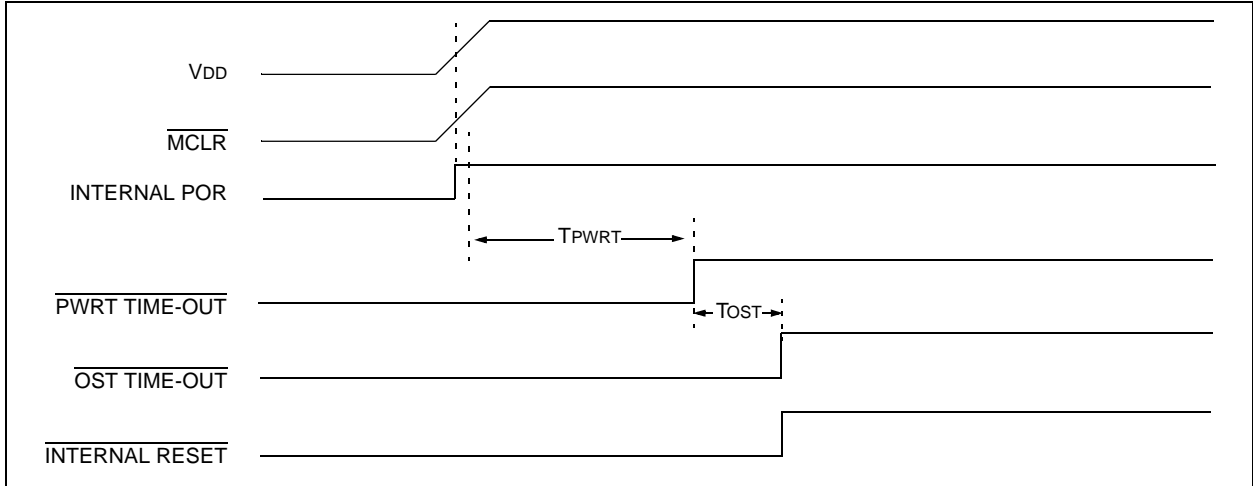 VDD
MCLR
INTERNAL POR
TPWRT
PWRT TIME-OUT
TOST
OST TIME-OUT
INTERNAL RESET